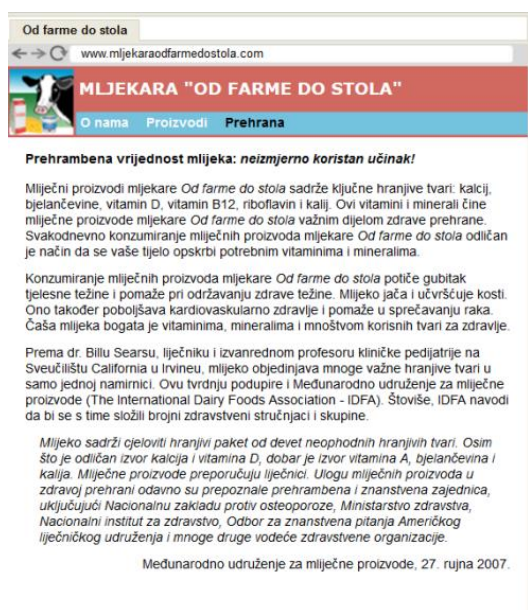 Od farme do stola
www.mljekaraodfarmedostola.com
MLJEKARA "OD FARME DO STOLA"
O nama Proizvodi Prehrana
Prehrambena vrijednost mlijeka: neizmjerno koristan učinak!
Mliječni proizvodi mljekare Od farme do stola sadrže ključne hranjive tvari: kalcij,
bjelančevine, vitamin D, vitamin B12, riboflavin i kalij. Ovi vitamini i minerali čine
mliječne proizvode mljekare Od farme do stola važnim dijelom zdrave prehrane.
Svakodnevno konzumiranje mliječnih proizvoda mljekare Od farme do stola odličan
je način da se vaše tijelo opskrbi potrebnim vitaminima i mineralima.
Konzumiranje mliječnih proizvoda mljekare Od farme do stola potiče gubitak
tjelesne težine i pomaže pri održavanju zdrave težine. Mlijeko jača i učvršćuje kosti.
Ono također poboljšava kardiovaskularno zdravlje i pomaže u sprečavanju raka.
Čaša mlijeka bogata je vitaminima, mineralima i mnoštvom korisnih tvari za zdravlje.
Prema dr. Billu Searsu, liječniku i izvanrednom profesoru kliničke pedijatrije na
Sveučilištu California u Irvineu, mlijeko objedinjava mnoge važne hranjive tvari u
samo jednoj namirnici. Ovu tvrdnju podupire i Međunarodno udruženje za mliječne
proizvode (The International Dairy Foods Association - IDFA). Štoviše, IDFA navodi
da bi se s time složili brojni zdravstveni stručnjaci i skupine.
Mlijeko sadrži cjeloviti hranjivi paket od devet neophodnih hranjivih tvari. Osim
što je odličan izvor kalcija i vitamina D, dobar je izvor vitamina A, bjelančevina i
kalija. Mliječne proizvode preporučuju liječnici. Ulogu mliječnih proizvoda u
zdravoj prehrani odavno su prepoznale prehrambena i znanstvena zajednica,
uključujući Nacionalnu zakladu protiv osteoporoze, Ministarstvo zdravstva,
Nacionalni institut za zdravstvo, Odbor za znanstvena pitanja Američkog
liječničkog udruženja i mnoge druge vodeće zdravstvene organizacije.
Međunarodno udruženje za mliječne proizvode, 27. rujna 2007.